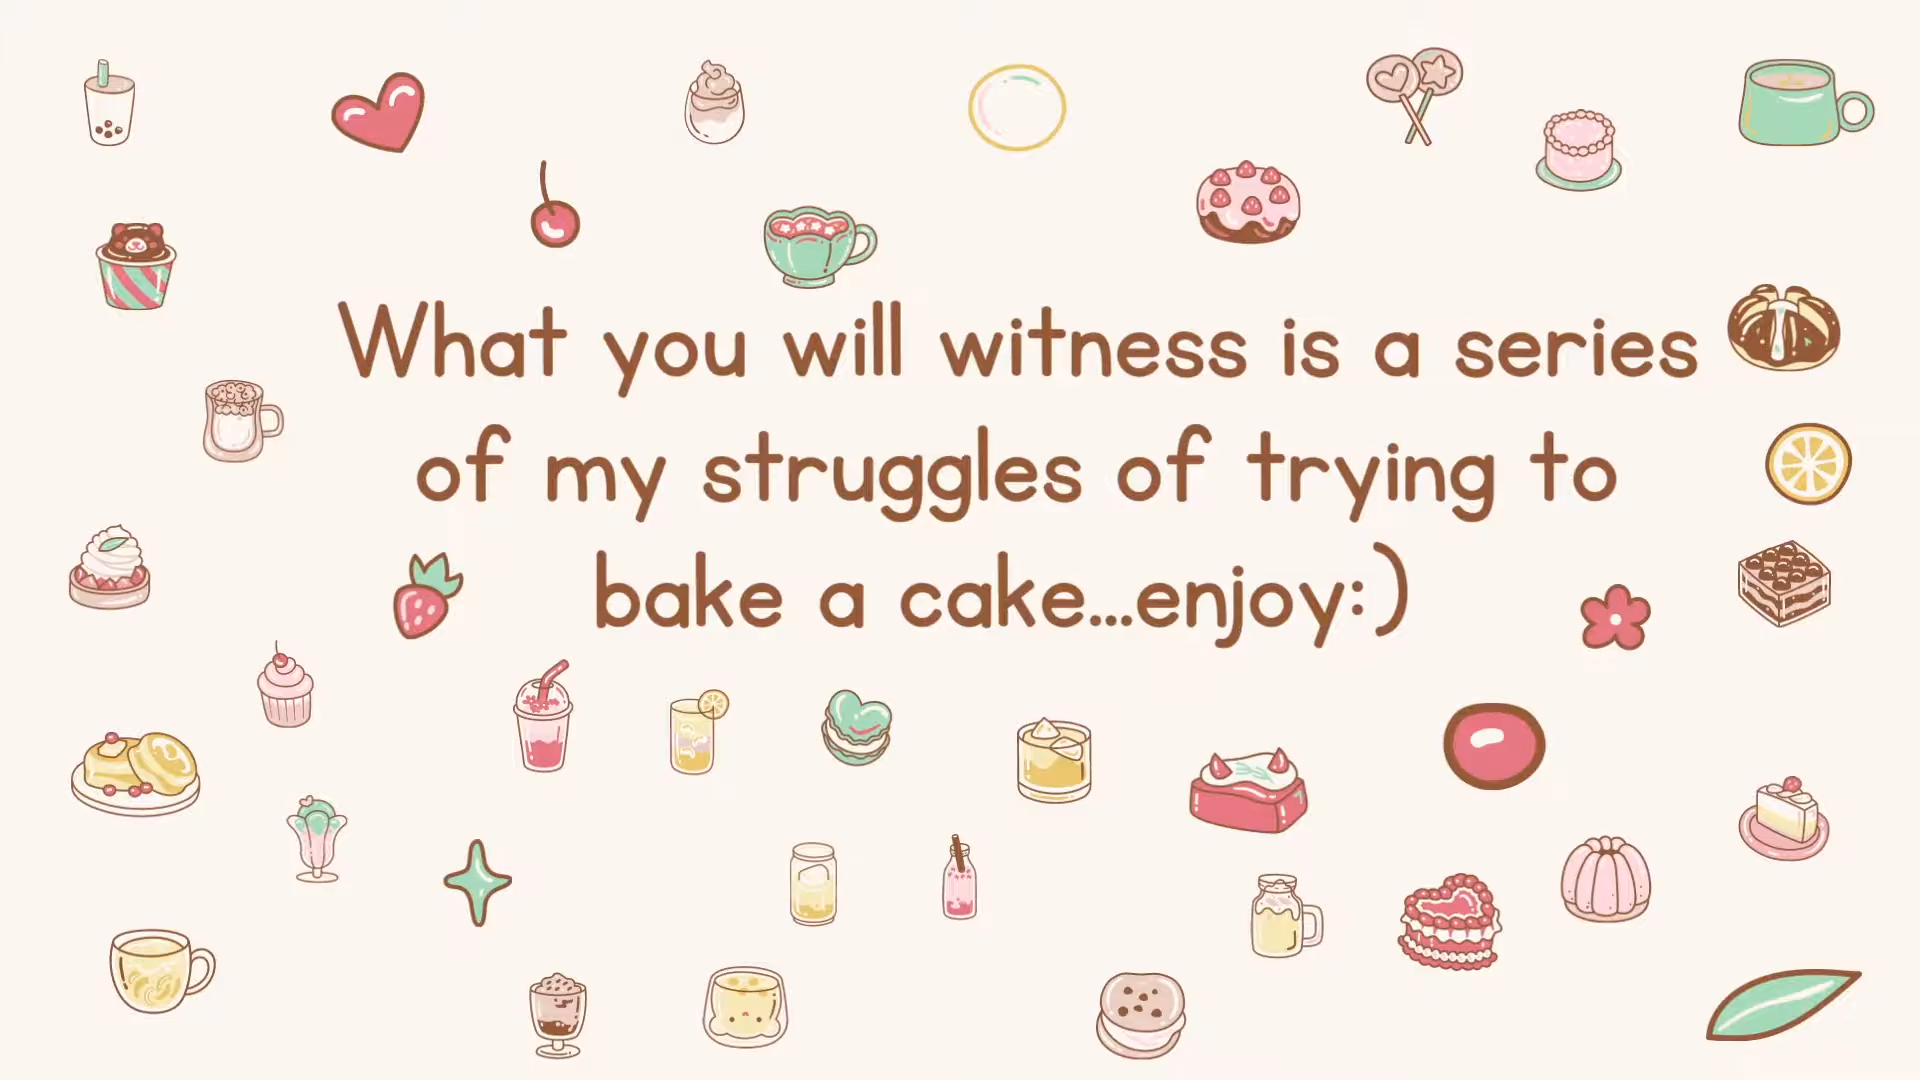 What you will witness is a series
of my struggles of trying to
bake a cake...enjoy:)